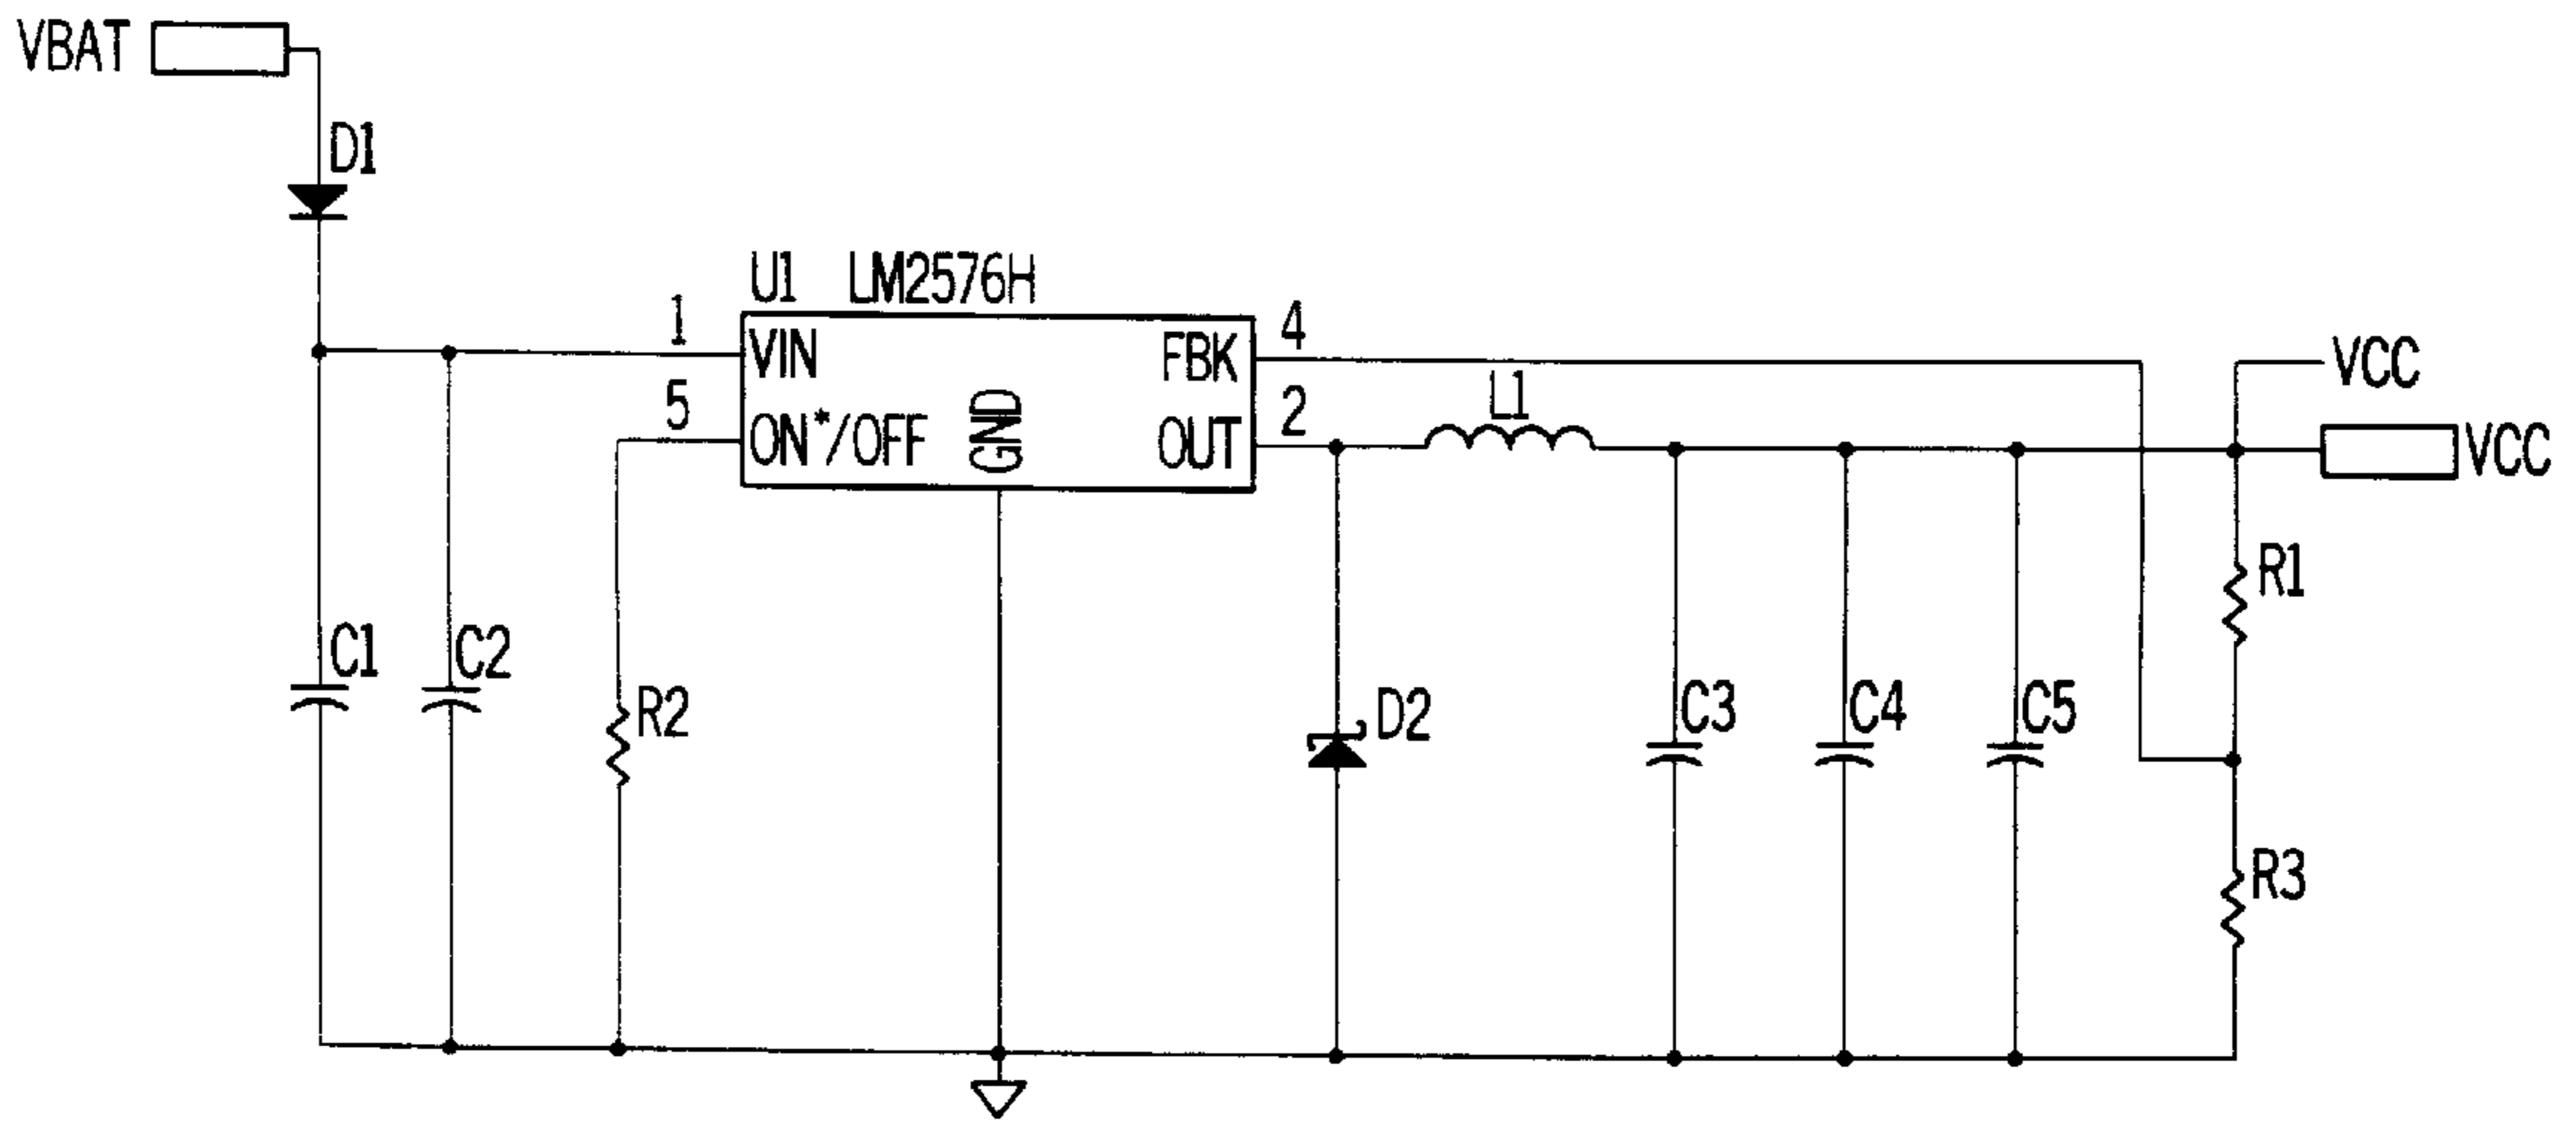 VBAT
D1
U1 LM2576H
1
VIN
FBK
4
5
ON*/OFF
GND
OUT
2
L1
VCC
VCC
R1
C1
C2
R2
D2
C3
C4
C5
R3